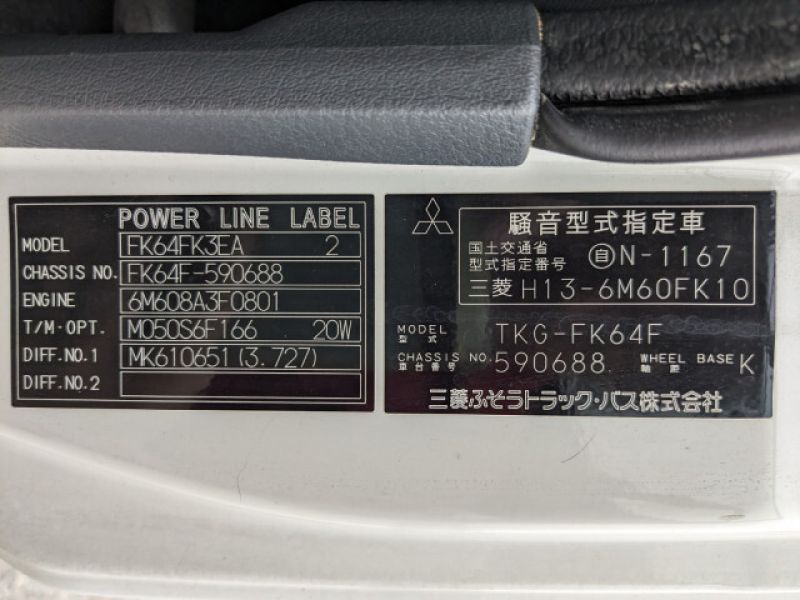 POWER LINE LABEL
MODEL FK64FK3EA 2
CHASSIS NO. FK64F-590688
ENGINE 6M608A3F0801
T/M·OPT. M050S6F166 20W
DIFF.NO.1 MK610651(3.727)
DIFF.NO.2
騒音型式指定車
国土交通省
型式指定番号 自N-1167
三菱 H13-6M60FK10
MODEL
型式 TKG-FK64F
CHASSIS NO.
車台番号 590688
WHEEL BASE
軸距 K
三菱ふそうトラック・バス株式会社